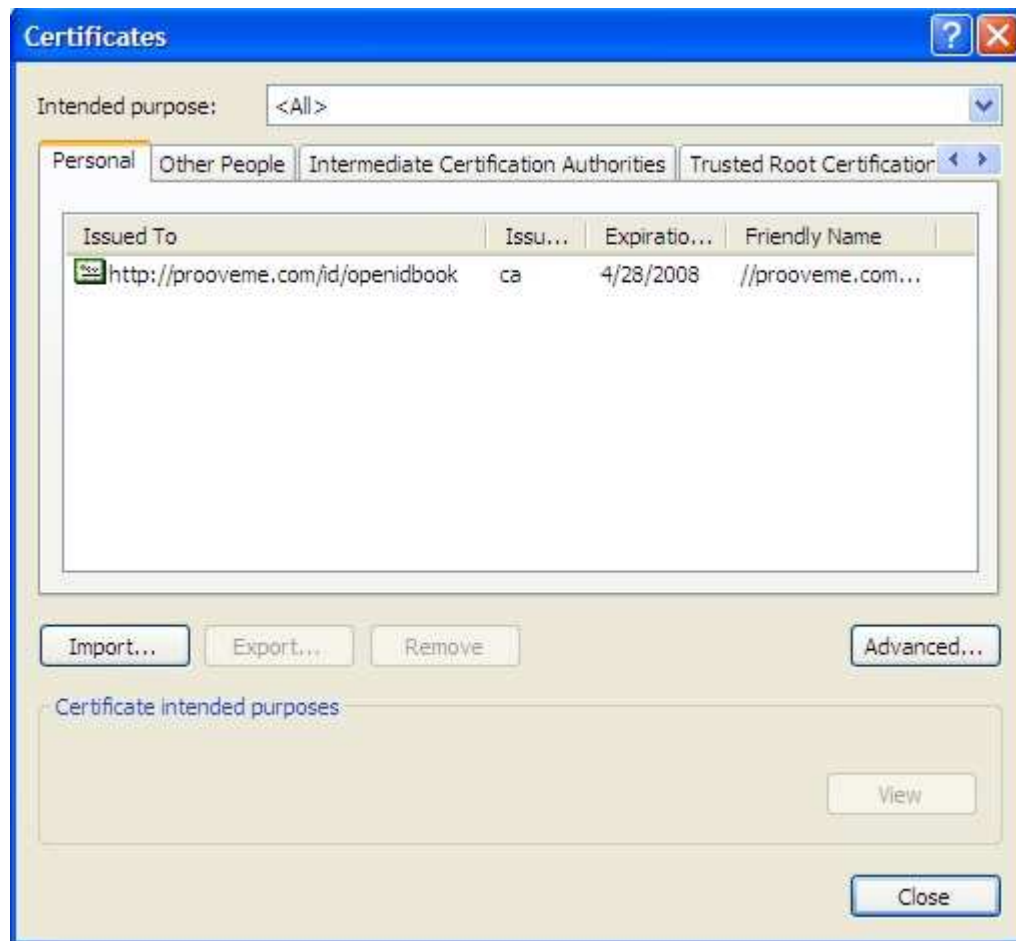 Certificates
Intended purpose: <All>
Personal Other People Intermediate Certification Authorities Trusted Root Certification
Issued To Issu... Expiratio... Friendly Name
http://prooveme.com/id/openidbook ca 4/28/2008 //prooveme.com...
Import... Export... Remove Advanced...
Certificate intended purposes
View
Close